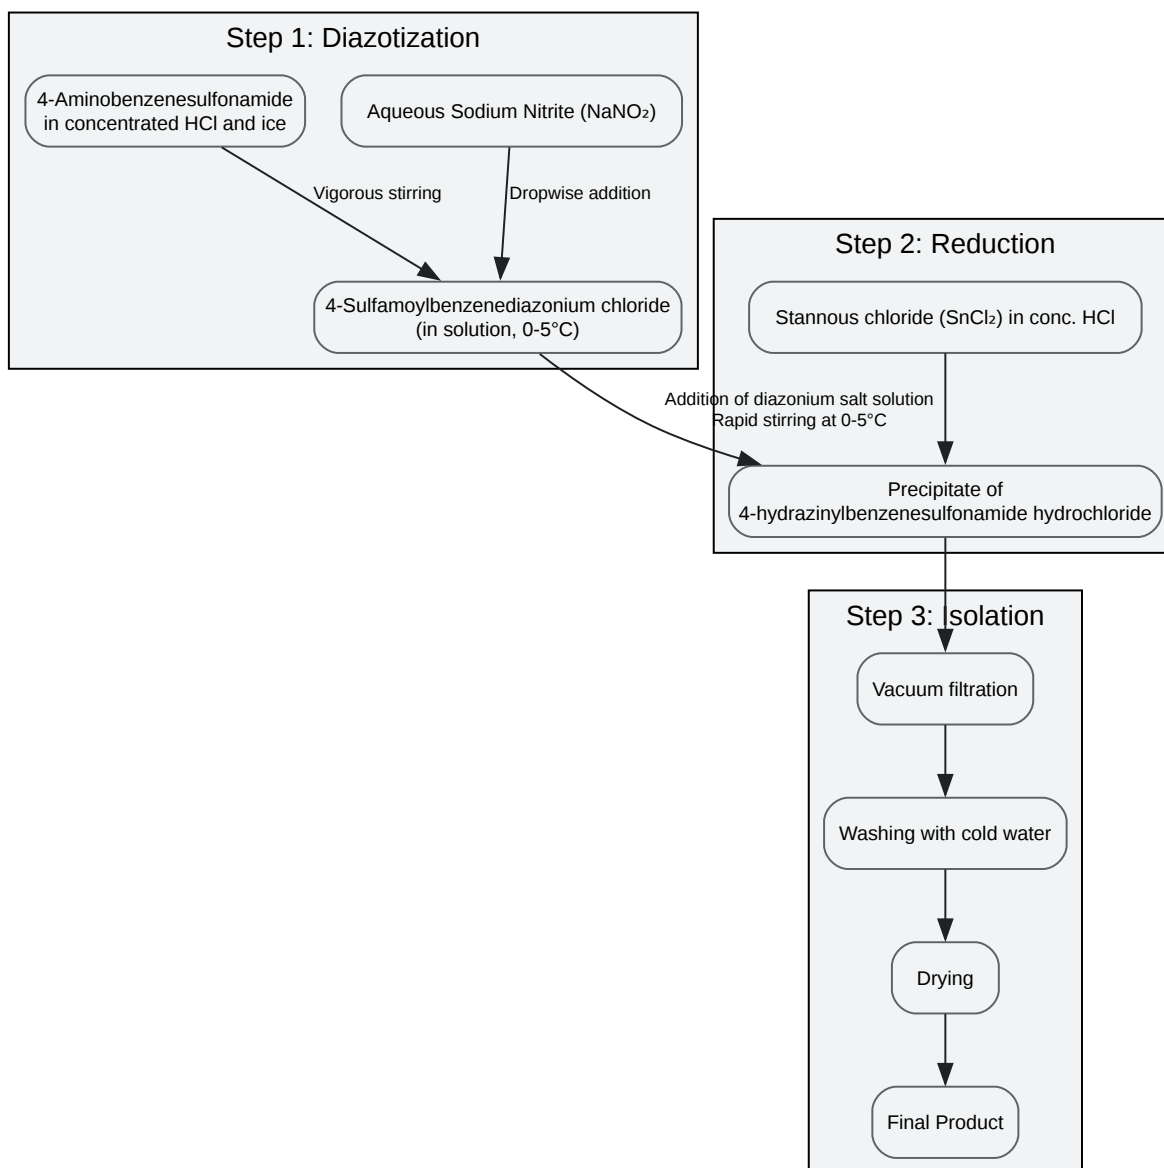 Step 1: Diazotization
4-Aminobenzenesulfonamide
in concentrated HCl and ice
Aqueous Sodium Nitrite (NaNO₂)
Vigorous stirring
Dropwise addition
4-Sulfamoylbenzenediazonium chloride
(in solution, 0-5°C)
Step 2: Reduction
Stannous chloride (SnCl₂) in conc. HCl
Addition of diazonium salt solution
Rapid stirring at 0-5°C
Precipitate of
4-hydrazinylbenzenesulfonamide hydrochloride
Step 3: Isolation
Vacuum filtration
Washing with cold water
Drying
Final Product